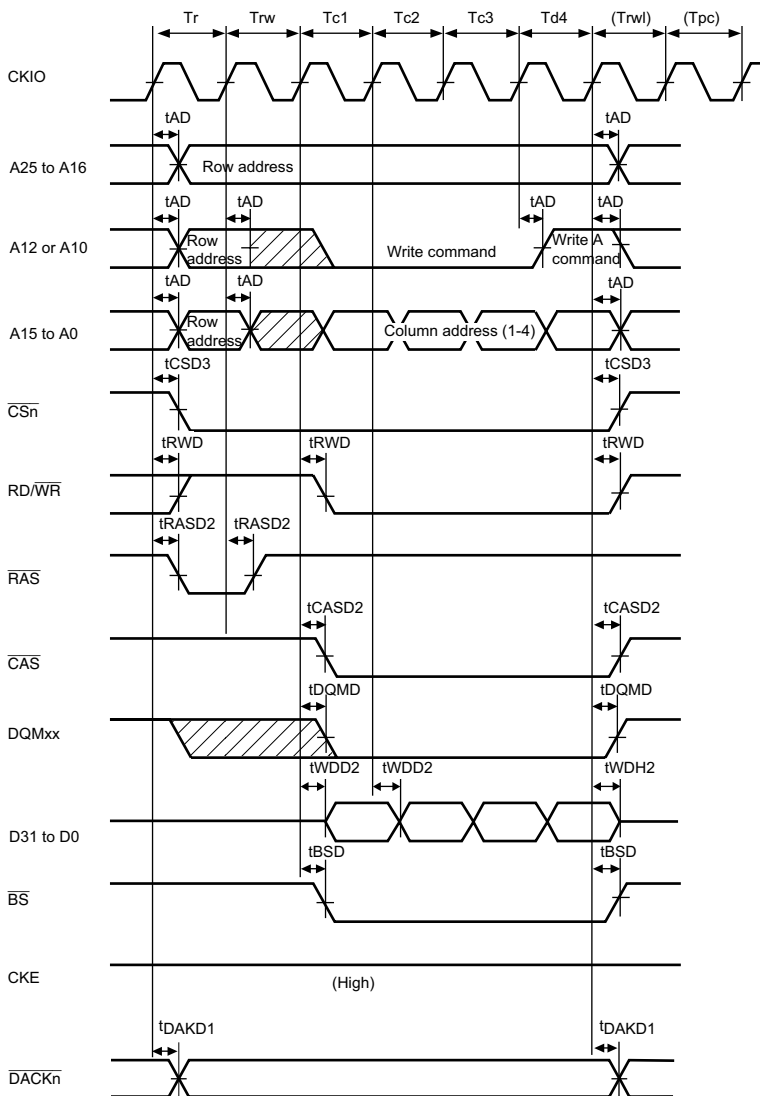 Tr Trw Tc1 Tc2 Tc3 Td4 (Trwl) (Tpc)
CKIO
tAD tAD
A25 to A16 Row address
tAD tAD tAD tAD
A12 or A10 Row address Write command Write A command
tAD tAD tAD
A15 to A0 Row address Column address (1-4)
tCSD3 tCSD3
CSn
tRWD tRWD tRWD
RD/WR
tRASD2 tRASD2
RAS
tCASD2 tCASD2
CAS
tDQMD tDQMD
DQMxx
tWDD2 tWDD2 tWDH2
D31 to D0
tBSD tBSD
BS
CKE (High)
tDAKD1 tDAKD1
DACKn